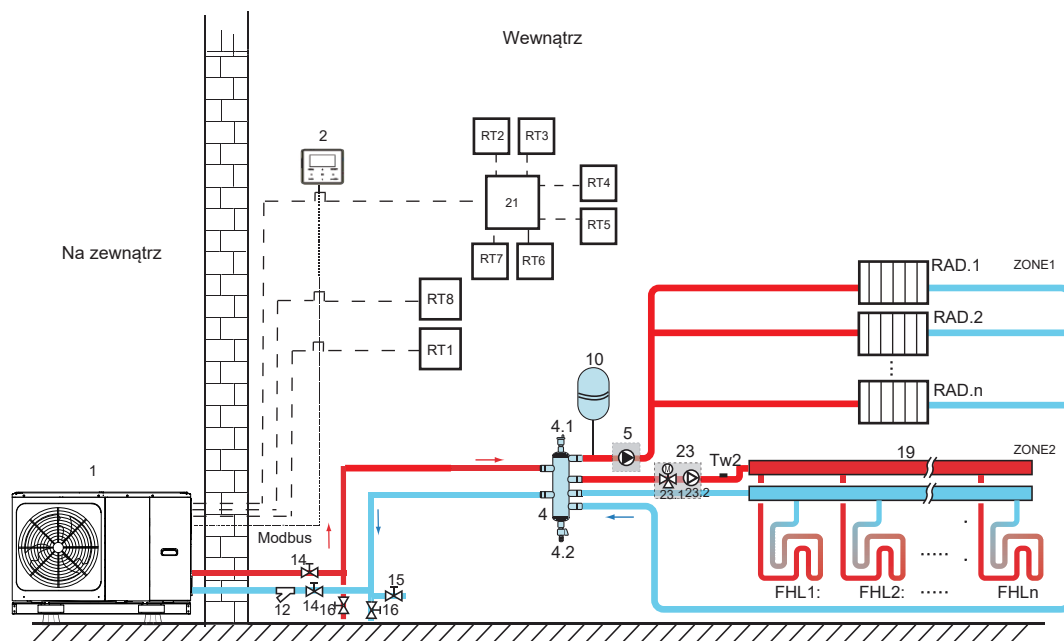 Wewnątrz
2
RT2
RT3
21
RT4
RT5
RT7
RT6
Na zewnątrz
RT8
RT1
RAD.1
ZONE1
RAD.2
RAD.n
10
4.1
5
23
Tw2
M
23.1
23.2
19
ZONE2
4
4.2
1
Modbus
14
15
12
14
16
16
FHL1:
FHL2:
.....
FHLn